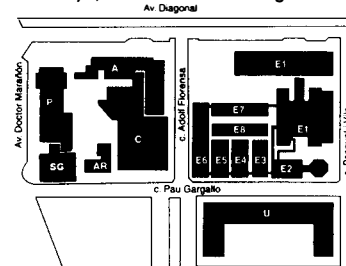 Av. Diagonal
Av. Doctor Marañón
P
A
C
SG
AR
c. Adolf Florensa
E1
E7
E8
E1
E6
E5
E4
E3
E2
c. Pau Gargallo
U